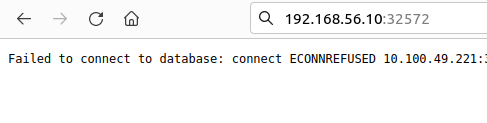 192.168.56.10:32572
Failed to connect to database: connect ECONNREFUSED 10.100.49.221: